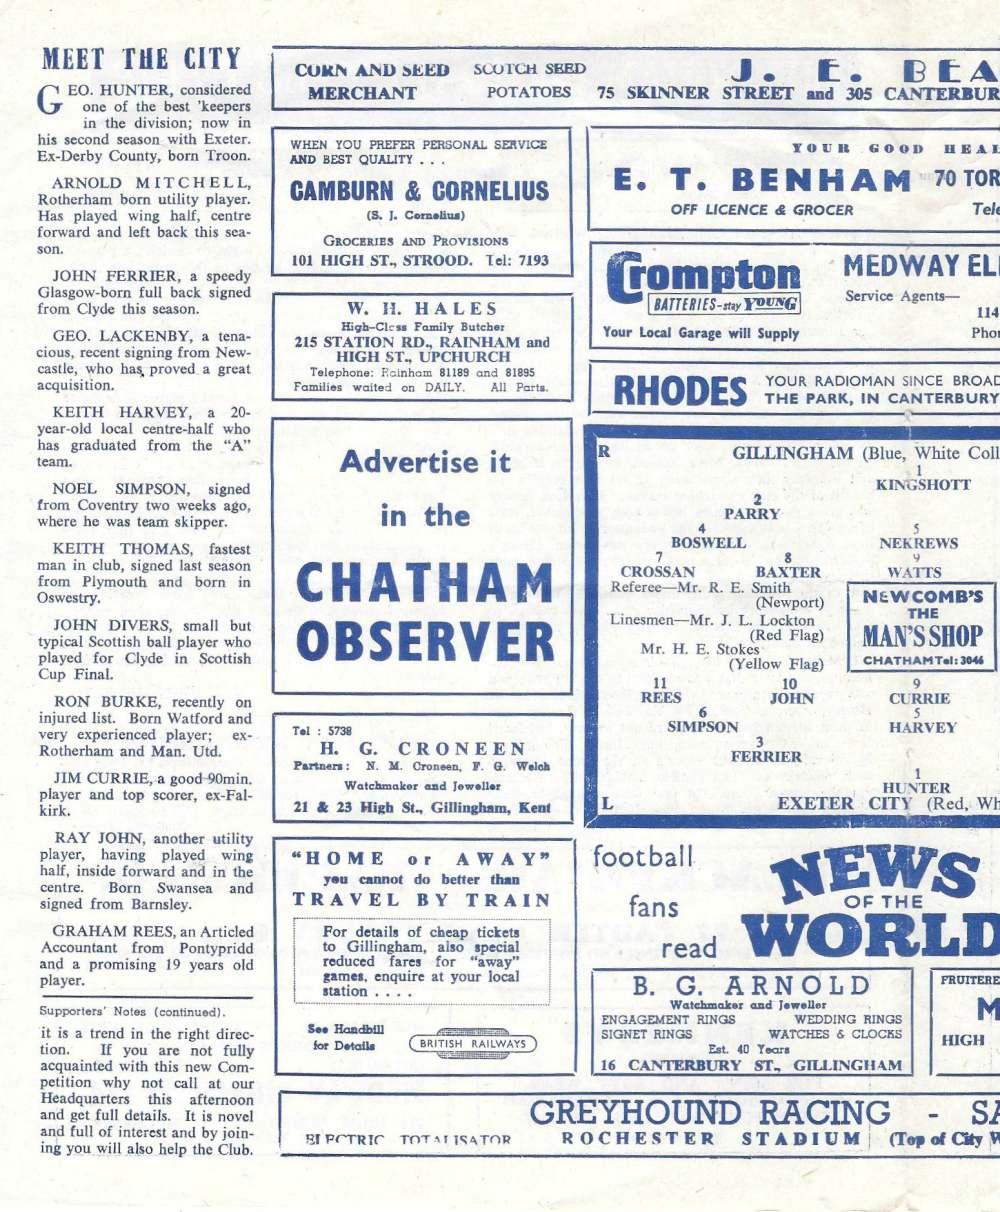 MEET THE CITY
GEO. HUNTER, considered
one of the best 'keepers
in the division; now in
his second season with Exeter.
Ex-Derby County, born Troon.
ARNOLD MITCHELL,
Rotherham born utility player.
Has played wing half, centre
forward and left back this sea-
son.
JOHN FERRIER, a speedy
Glasgow-born full back signed
from Clyde this season.
GEO. LACKENBY, a tena-
cious, recent signing from New-
castle, who has proved a great
acquisition.
KEITH HARVEY, a 20-
year-old local centre-half who
has graduated from the "A"
team.
NOEL SIMPSON, signed
from Coventry two weeks ago,
where he was team skipper.
KEITH THOMAS, fastest
man in club, signed last season
from Plymouth and born in
Oswestry.
JOHN DIVERS, small but
typical Scottish ball player who
played for Clyde in Scottish
Cup Final.
RON BURKE, recently on
injured list. Born Watford and
very experienced player; ex-
Rotherham and Man. Utd.
JIM CURRIE, a good 90min.
player and top scorer, ex-Fal-
kirk.
RAY JOHN, another utility
player, having played wing
half, inside forward and in the
centre. Born Swansea and
signed from Barnsley.
GRAHAM REES, an Articled
Accountant from Pontypridd
and a promising 19 years old
player.
Supporters' Notes (continued).
it is a trend in the right direc-
tion. If you are not fully
acquainted with this new Com-
petition why not call at our
Headquarters this afternoon
and get full details. It is novel
and full of interest and by join-
ing you will also help the Club.
CORN AND SEED SCOTCH SEED J. E. BEA
MERCHANT POTATOES 75 SKINNER STREET and 305 CANTERBUR
WHEN YOU PREFER PERSONAL SERVICE
AND BEST QUALITY . . .
CAMBURN & CORNELIUS
(S. J. Cornelius)
GROCERIES AND PROVISIONS
101 HIGH ST., STROOD. Tel: 7193
W. H. HALES
High-Class Family Butcher
215 STATION RD., RAINHAM and
HIGH ST., UPCHURCH
Telephone: Rainham 81189 and 81895
Families waited on DAILY. All Parts.
Advertise it
in the
CHATHAM
OBSERVER
Tel : 5738
H. G. CRONEEN
Partners: N. M. Croneen, F. G. Welch
Watchmaker and Jeweller
21 & 23 High St., Gillingham, Kent
"HOME or AWAY"
you cannot do better than
TRAVEL BY TRAIN
For details of cheap tickets
to Gillingham, also special
reduced fares for "away"
games, enquire at your local
station . . . .
See Handbill
for Details
BRITISH RAILWAYS
YOUR GOOD HEAL
E. T. BENHAM 70 TOR
OFF LICENCE & GROCER Tele
Crompton
BATTERIES-stay YOUNG
Your Local Garage will Supply
MEDWAY EL
Service Agents—
114
Pho
RHODES
YOUR RADIOMAN SINCE BROAD
THE PARK, IN CANTERBURY
R GILLINGHAM (Blue, White Coll
1
KINGSHOTT
2
PARRY
4 5
BOSWELL NEKREWS
7 8 9
CROSSAN BAXTER WATTS
Referee—Mr. R. E. Smith
(Newport)
Linesmen—Mr. J. L. Lockton
(Red Flag)
Mr. H. E. Stokes
(Yellow Flag)
NEWCOMB'S
THE
MAN'S SHOP
CHATHAM Tel: 3046
11 10 9
REES JOHN CURRIE
6 5
SIMPSON HARVEY
3
FERRIER
1
HUNTER
L EXETER CITY (Red, Wh
football
fans
read
NEWS
OF THE
WORLD
B. G. ARNOLD
Watchmaker and Jeweller
ENGAGEMENT RINGS WEDDING RINGS
SIGNET RINGS WATCHES & CLOCKS
Est. 40 Years
16 CANTERBURY ST., GILLINGHAM
FRUITERE
M
HIGH
GREYHOUND RACING - SA
ELECTRIC TOTALISATOR ROCHESTER STADIUM (Top of City W